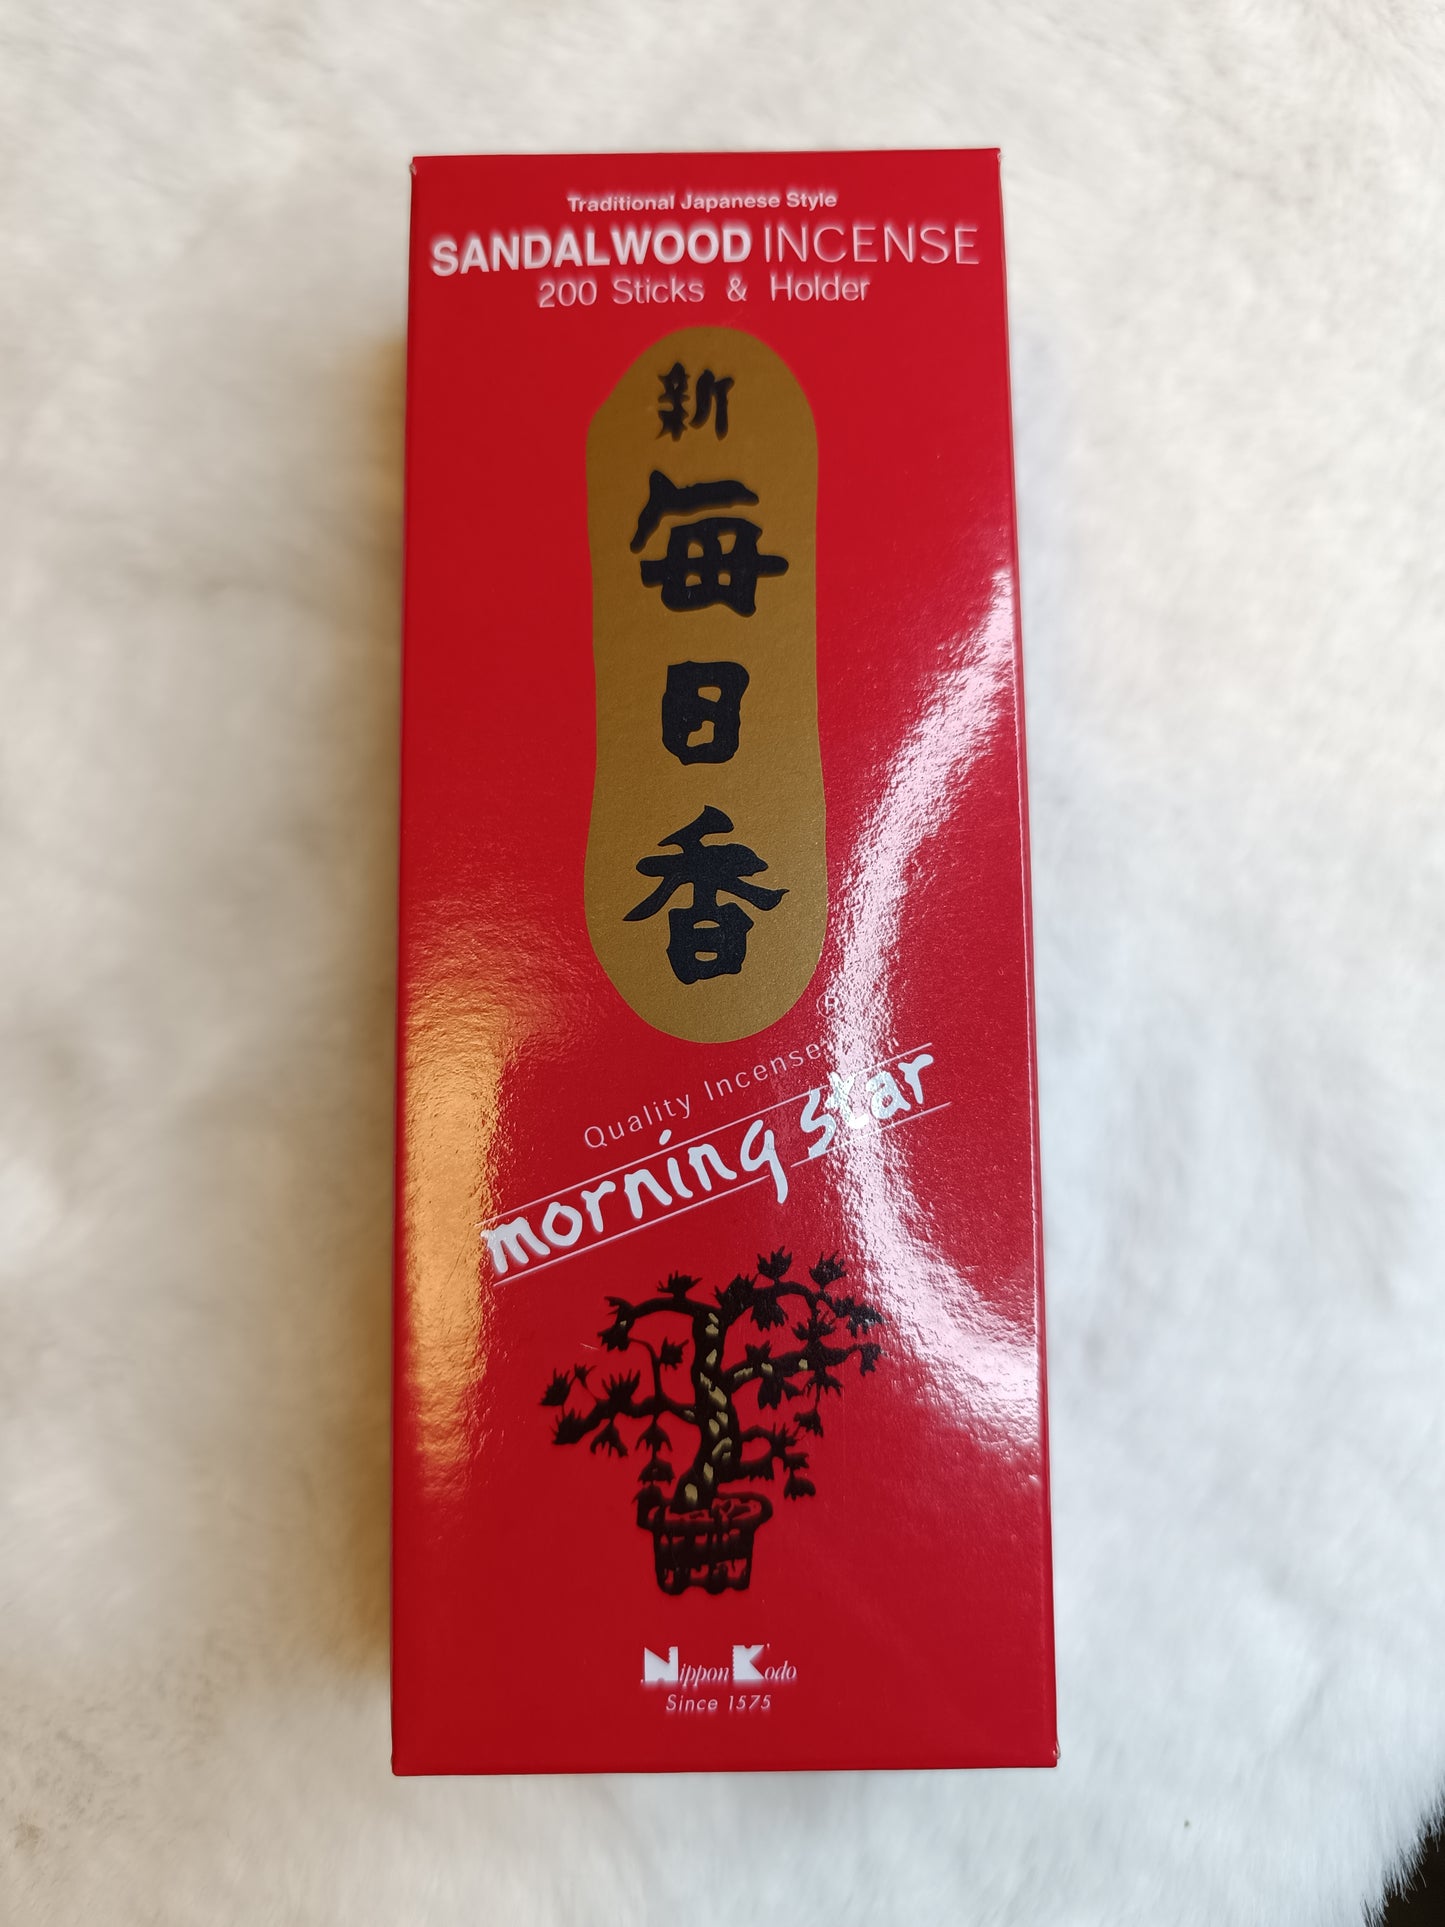 Traditional Japanese Style
SANDALWOOD INCENSE
200 Sticks & Holder
新
毎日香
®
Quality Incense
morning star
Nippon Kodo
Since 1575